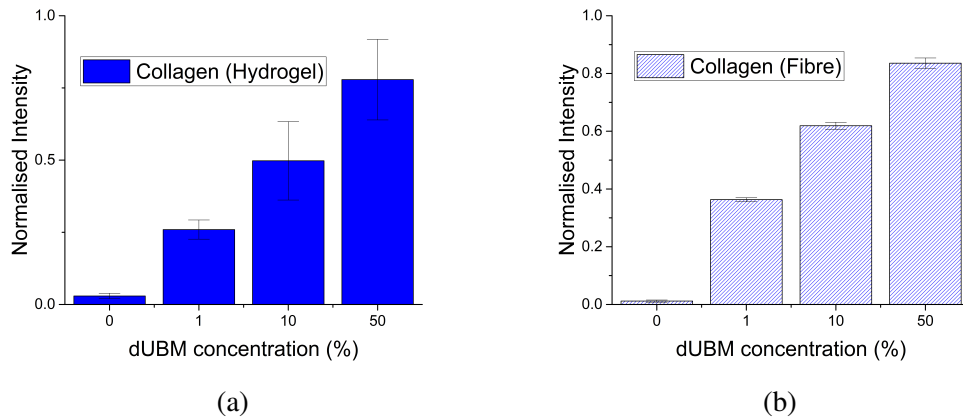 1.0
0.5
0.0
Normalised Intensity
Collagen (Hydrogel)
0 1 10 50
dUBM concentration (%)
(a)
1.0
0.8
0.6
0.4
0.2
0.0
Normalised Intensity
Collagen (Fibre)
0 1 10 50
dUBM concentration (%)
(b)